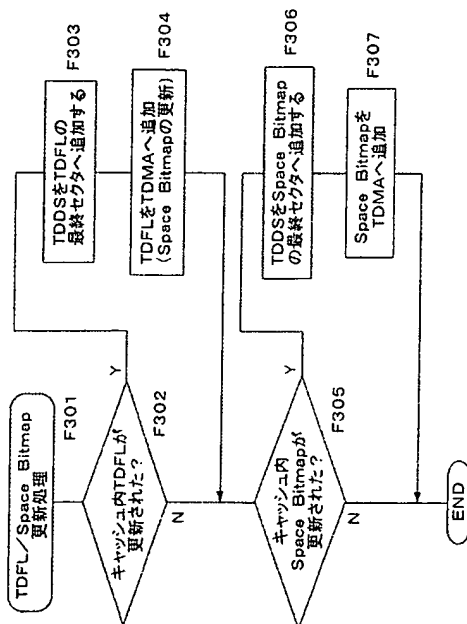 TDFL/Space Bitmap
更新処理
F301
キャッシュ内TDFLが
更新された?
F302
Y
N
TDDSをTDFLの
最終セクタへ追加する
F303
TDFLをTDMAへ追加
(Space Bitmapの更新)
F304
キャッシュ内
Space Bitmapが
更新された?
F305
Y
N
TDDSをSpace Bitmap
の最終セクタへ追加する
F306
Space Bitmapを
TDMAへ追加
F307
END